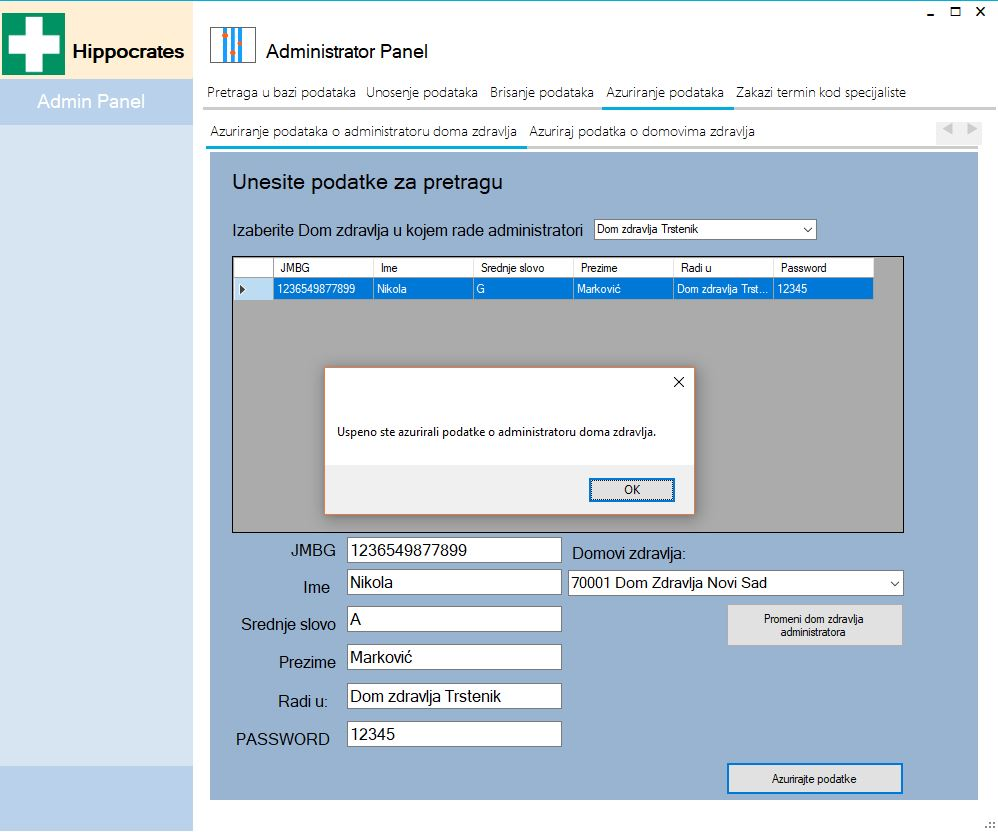 Hippocrates
Administrator Panel
Admin Panel
Pretraga u bazi podataka Unosenje podataka Brisanje podataka Azuriranje podataka Zakazi termin kod specijaliste
Azuriranje podataka o administratoru doma zdravlja Azuriraj podatka o domovima zdravlja
Unesite podatke za pretragu
Izaberite Dom zdravlja u kojem rade administratori Dom zdravlja Trstenik
JMBG Ime Srednje slovo Prezime Radi u Password
1236549877899 Nikola G Marković Dom zdravlja Trst... 12345
Uspeno ste azurirali podatke o administratoru doma zdravlja.
OK
JMBG 1236549877899 Domovi zdravlja:
Ime Nikola 70001 Dom Zdravlja Novi Sad
Srednje slovo A
Promeni dom zdravlja
administratora
Prezime Marković
Radi u: Dom zdravlja Trstenik
PASSWORD 12345
Azurirajte podatke